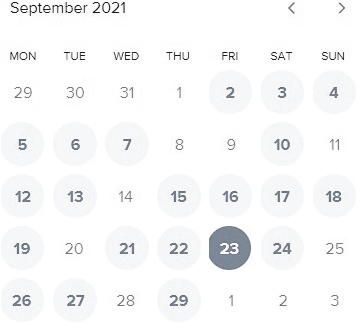 September 2021
MON TUE WED THU FRI SAT SUN
29 30 31 1 2 3 4
5 6 7 8 9 10 11
12 13 14 15 16 17 18
19 20 21 22 23 24 25
26 27 28 29 1 2 3